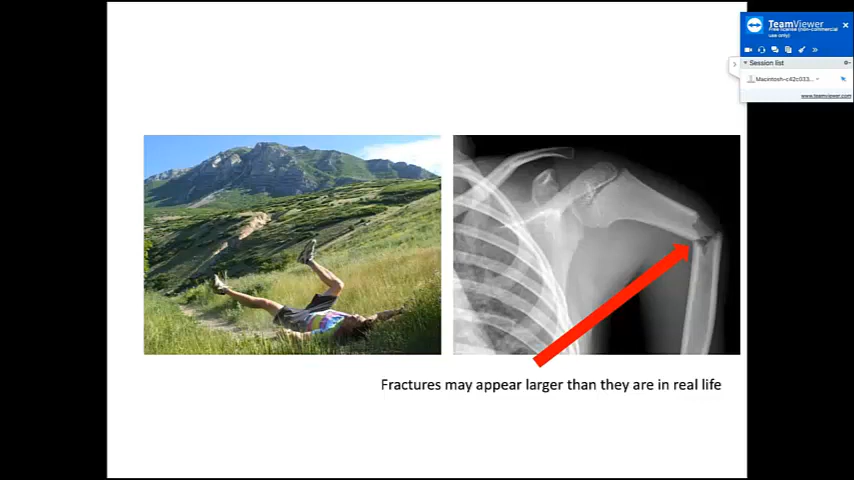 TeamViewer
Free license (non-commercial
use only)
Session list
Macintosh-c42c033...
www.teamviewer.com
Fractures may appear larger than they are in real life